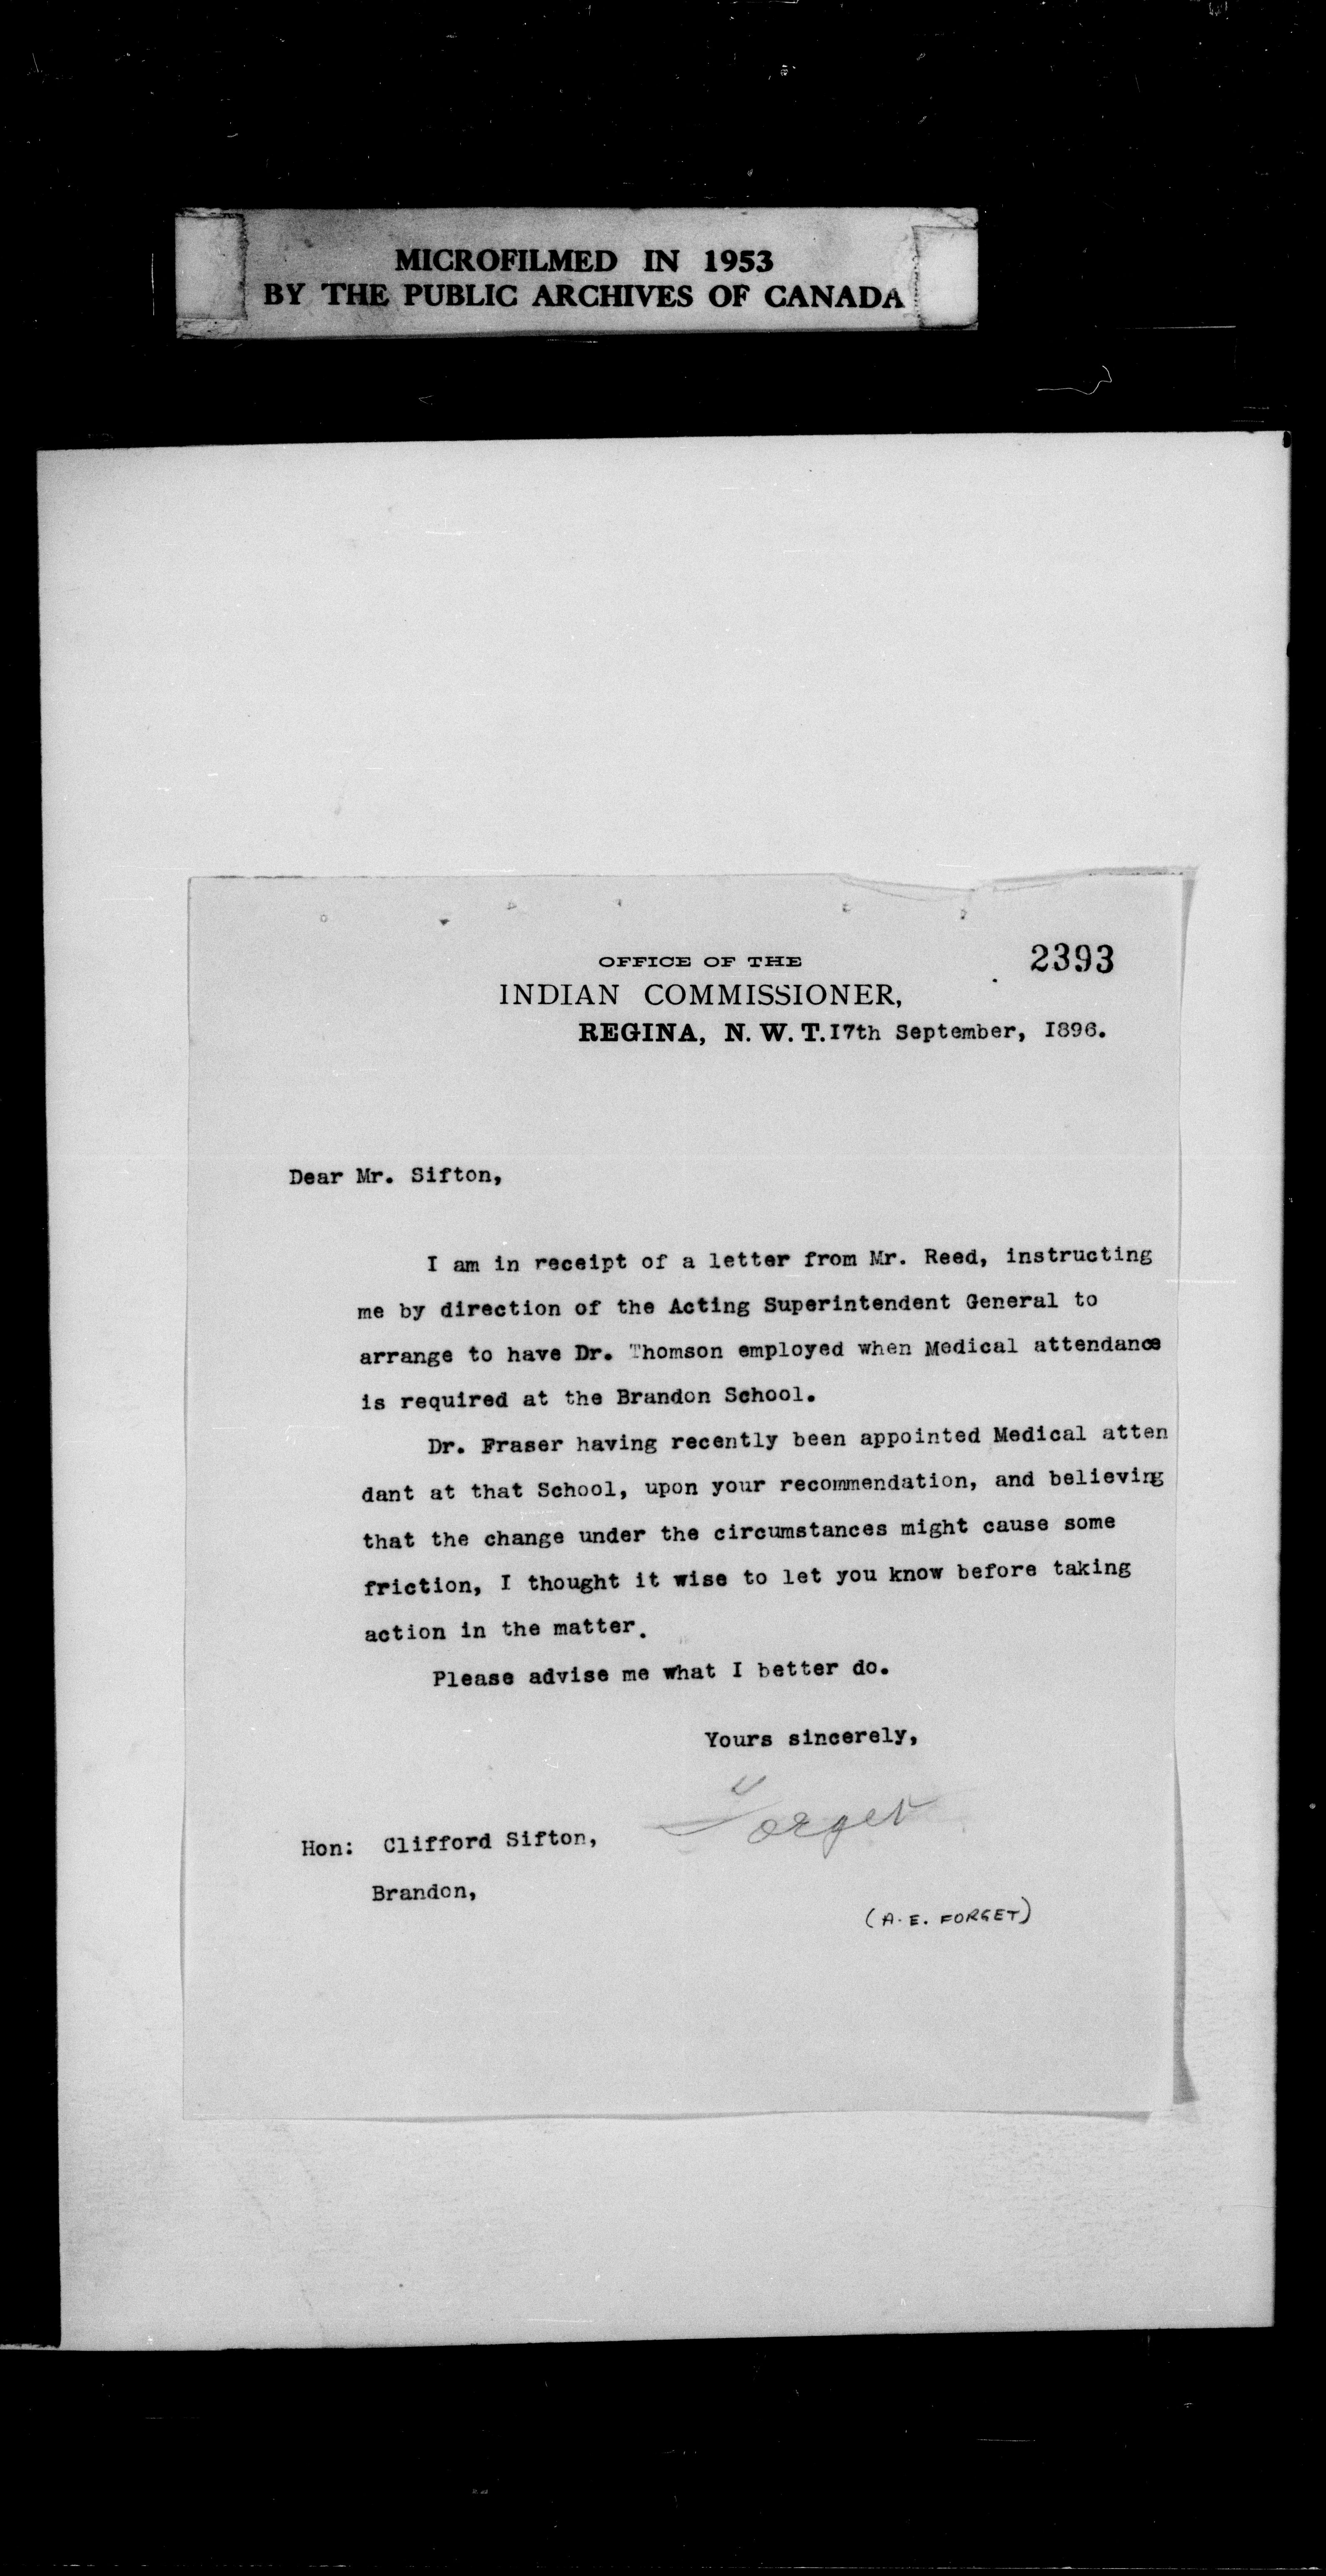 MICROFILMED IN 1953
BY THE PUBLIC ARCHIVES OF CANADA
2393
OFFICE OF THE
INDIAN COMMISSIONER,
REGINA, N. W. T. I7th September, I896.
Dear Mr. Sifton,
I am in receipt of a letter from Mr. Reed, instructing
me by direction of the Acting Superintendent General to
arrange to have Dr. Thomson employed when Medical attendance
is required at the Brandon School.
Dr. Fraser having recently been appointed Medical atten
dant at that School, upon your recommendation, and believing
that the change under the circumstances might cause some
friction, I thought it wise to let you know before taking
action in the matter.
Please advise me what I better do.
Yours sincerely,
Forget
Hon: Clifford Sifton,
Brandon,
(A. E. FORGET)